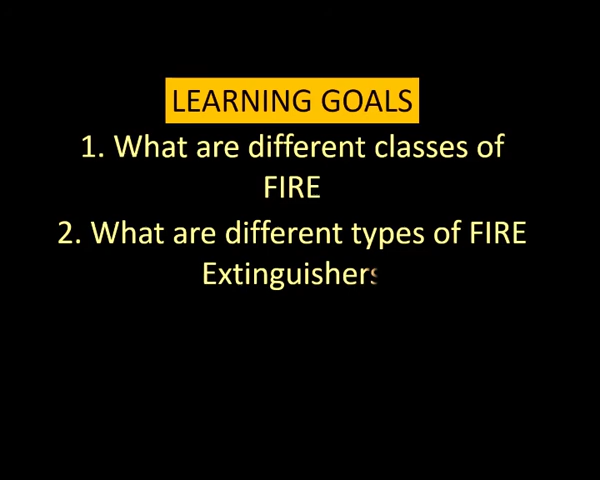 LEARNING GOALS
1. What are different classes of
FIRE
2. What are different types of FIRE
Extinguishers